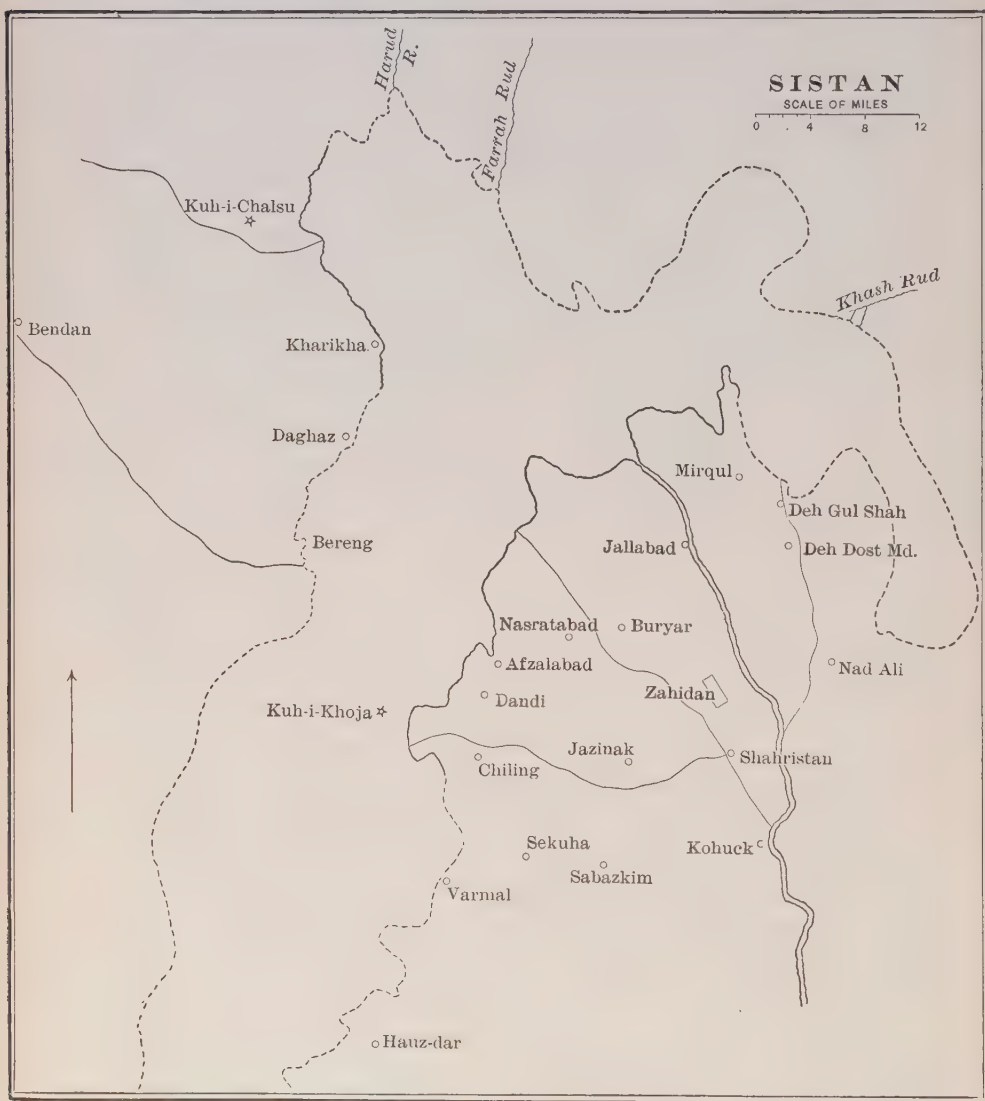 Harud
R.
Farrah Rud
SISTAN
SCALE OF MILES
0 4 8 12
Kuh-i-Chalsu
Khash Rud
Bendan
Kharikha
Daghaz
Mirqul
Deh Gul Shah
Bereng
Jallabad
Deh Dost Md.
Nasratabad
Buryar
Afzalabad
Nad Ali
Dandi
Zahidan
Kuh-i-Khoja
Jazinak
Shahristan
Chiling
Sekuha
Kohuck
Sabazkim
Varmal
Hauz-dar